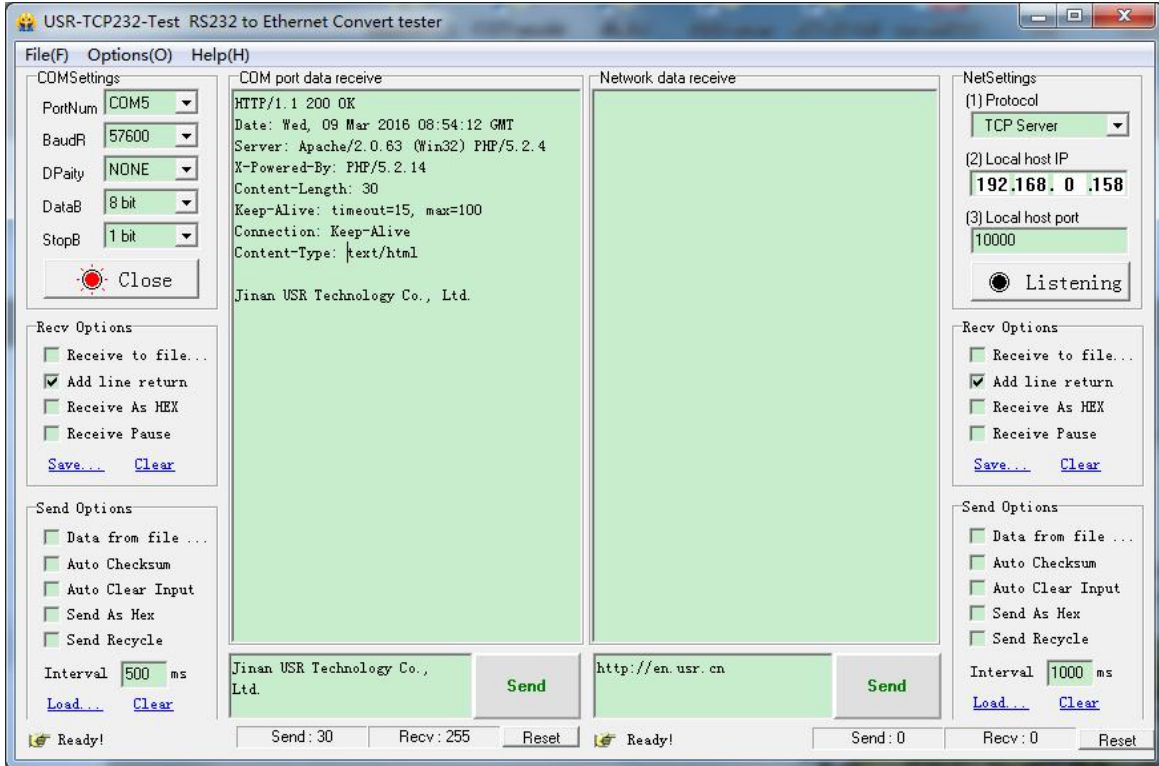 USR-TCP232-Test RS232 to Ethernet Convert tester
File(F) Options(O) Help(H)
COMSettings
PortNum COM5
BaudR 57600
DPaity NONE
DataB 8 bit
StopB 1 bit
Close
Recv Options
Receive to file...
Add line return
Receive As HEX
Receive Pause
Save... Clear
Send Options
Data from file ...
Auto Checksum
Auto Clear Input
Send As Hex
Send Recycle
Interval 500 ms
Load... Clear
COM port data receive
HTTP/1.1 200 OK
Date: Wed, 09 Mar 2016 08:54:12 GMT
Server: Apache/2.0.63 (Win32) PHP/5.2.4
X-Powered-By: PHP/5.2.14
Content-Length: 30
Keep-Alive: timeout=15, max=100
Connection: Keep-Alive
Content-Type: text/html
Jinan USR Technology Co., Ltd.
Jinan USR Technology Co.,
Ltd.
Send
Network data receive
http://en.usr.cn
Send
NetSettings
(1) Protocol
TCP Server
(2) Local host IP
192.168. 0 .158
(3) Local host port
10000
Listening
Recv Options
Receive to file...
Add line return
Receive As HEX
Receive Pause
Save... Clear
Send Options
Data from file ...
Auto Checksum
Auto Clear Input
Send As Hex
Send Recycle
Interval 1000 ms
Load... Clear
Ready! Send : 30 Recv : 255 Reset
Ready! Send : 0 Recv : 0 Reset